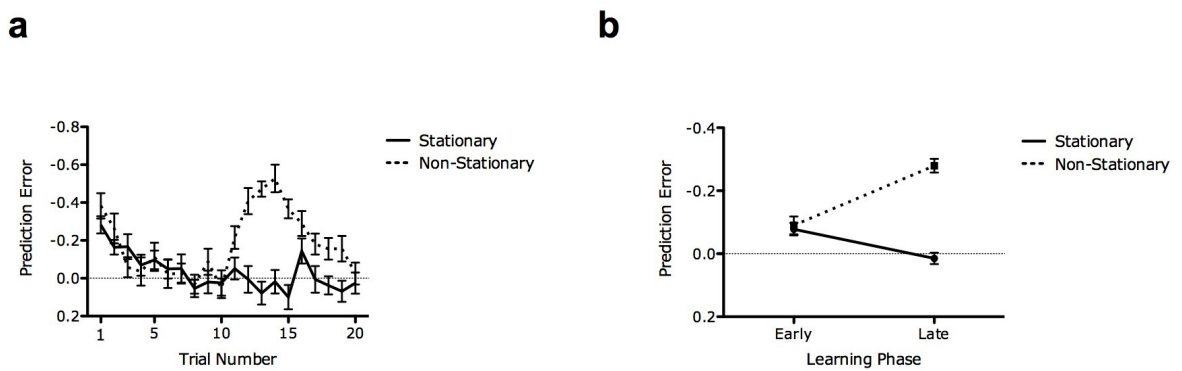 a
-0.8
-0.6
-0.4
-0.2
0.0
0.2
Prediction Error
1
5
10
15
20
Trial Number
Stationary
Non-Stationary
b
-0.4
-0.2
0.0
0.2
Prediction Error
Early
Late
Learning Phase
Stationary
Non-Stationary